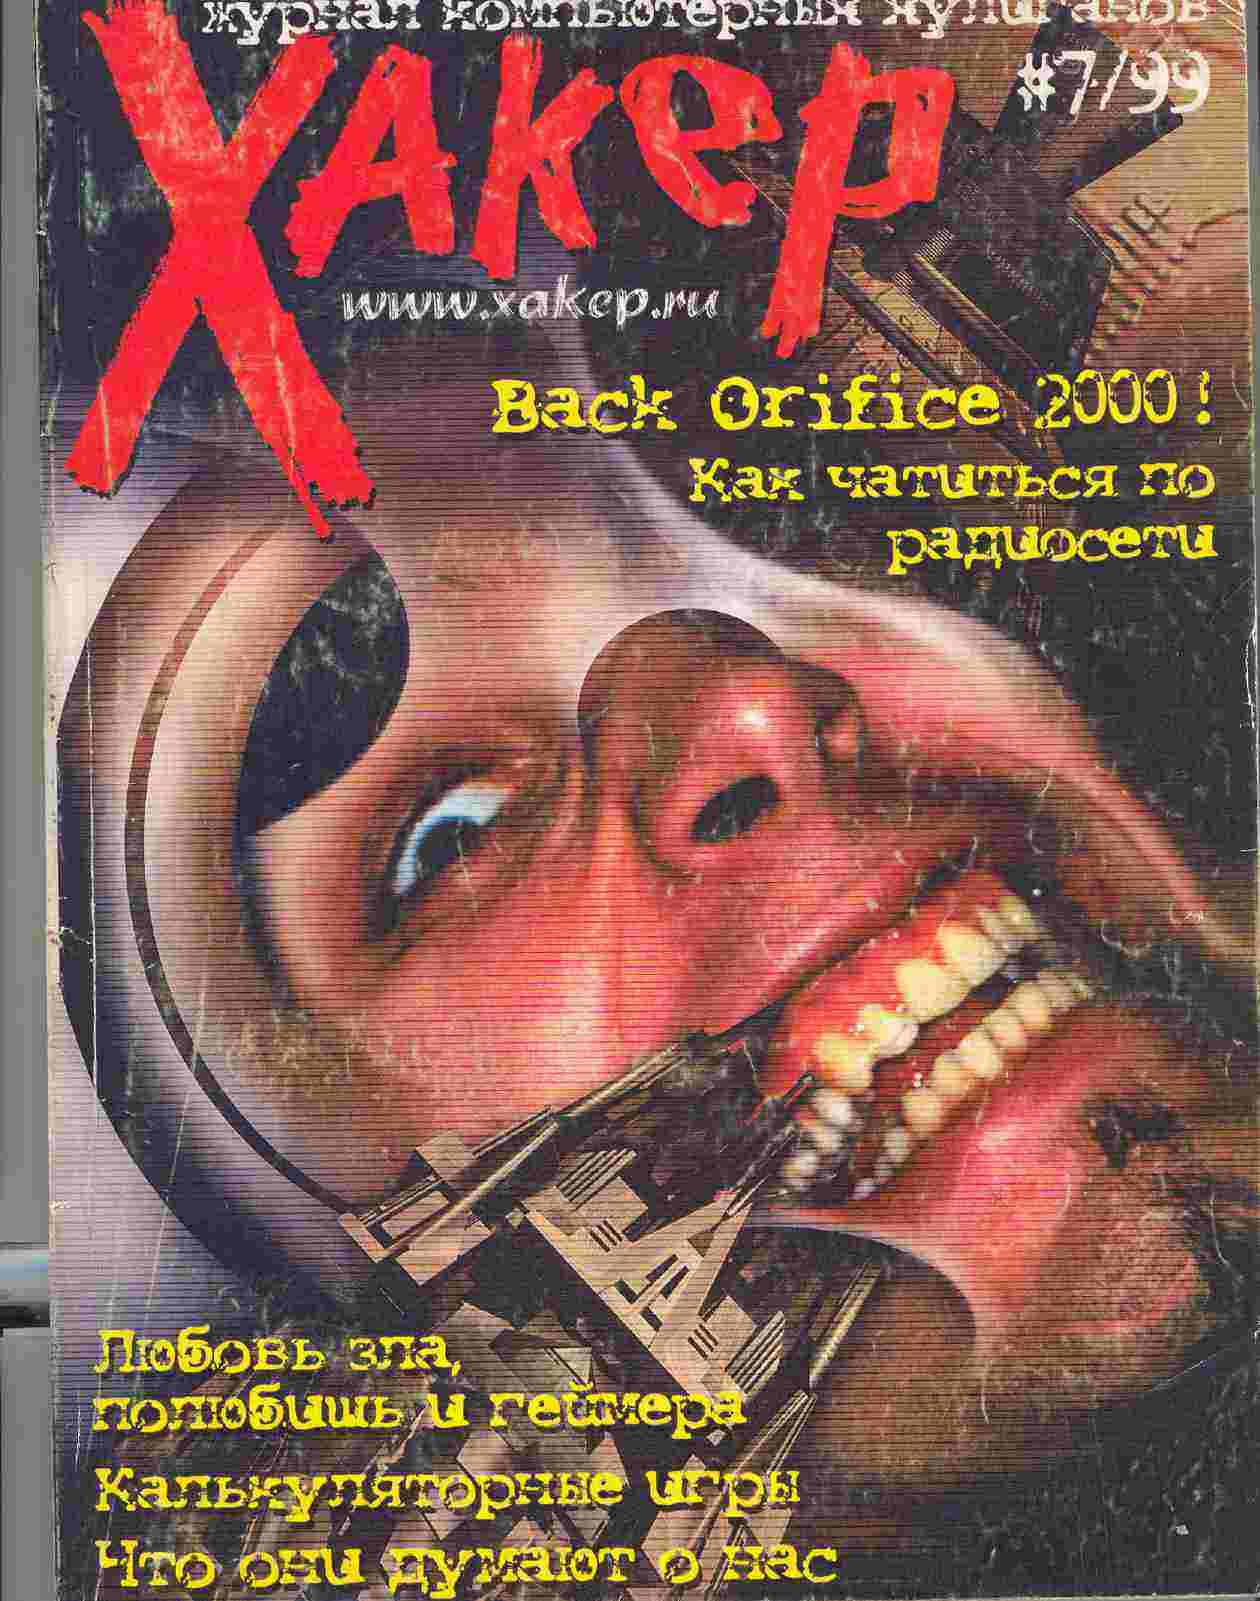 журнал компьютерных хулиганов
Хакер
#7/99
www.xakep.ru
Back Orifice 2000!
Как чатиться по
радиосети
Любовь зла,
полюбишь и геймера
Калькуляторные игры
Что они думают о нас